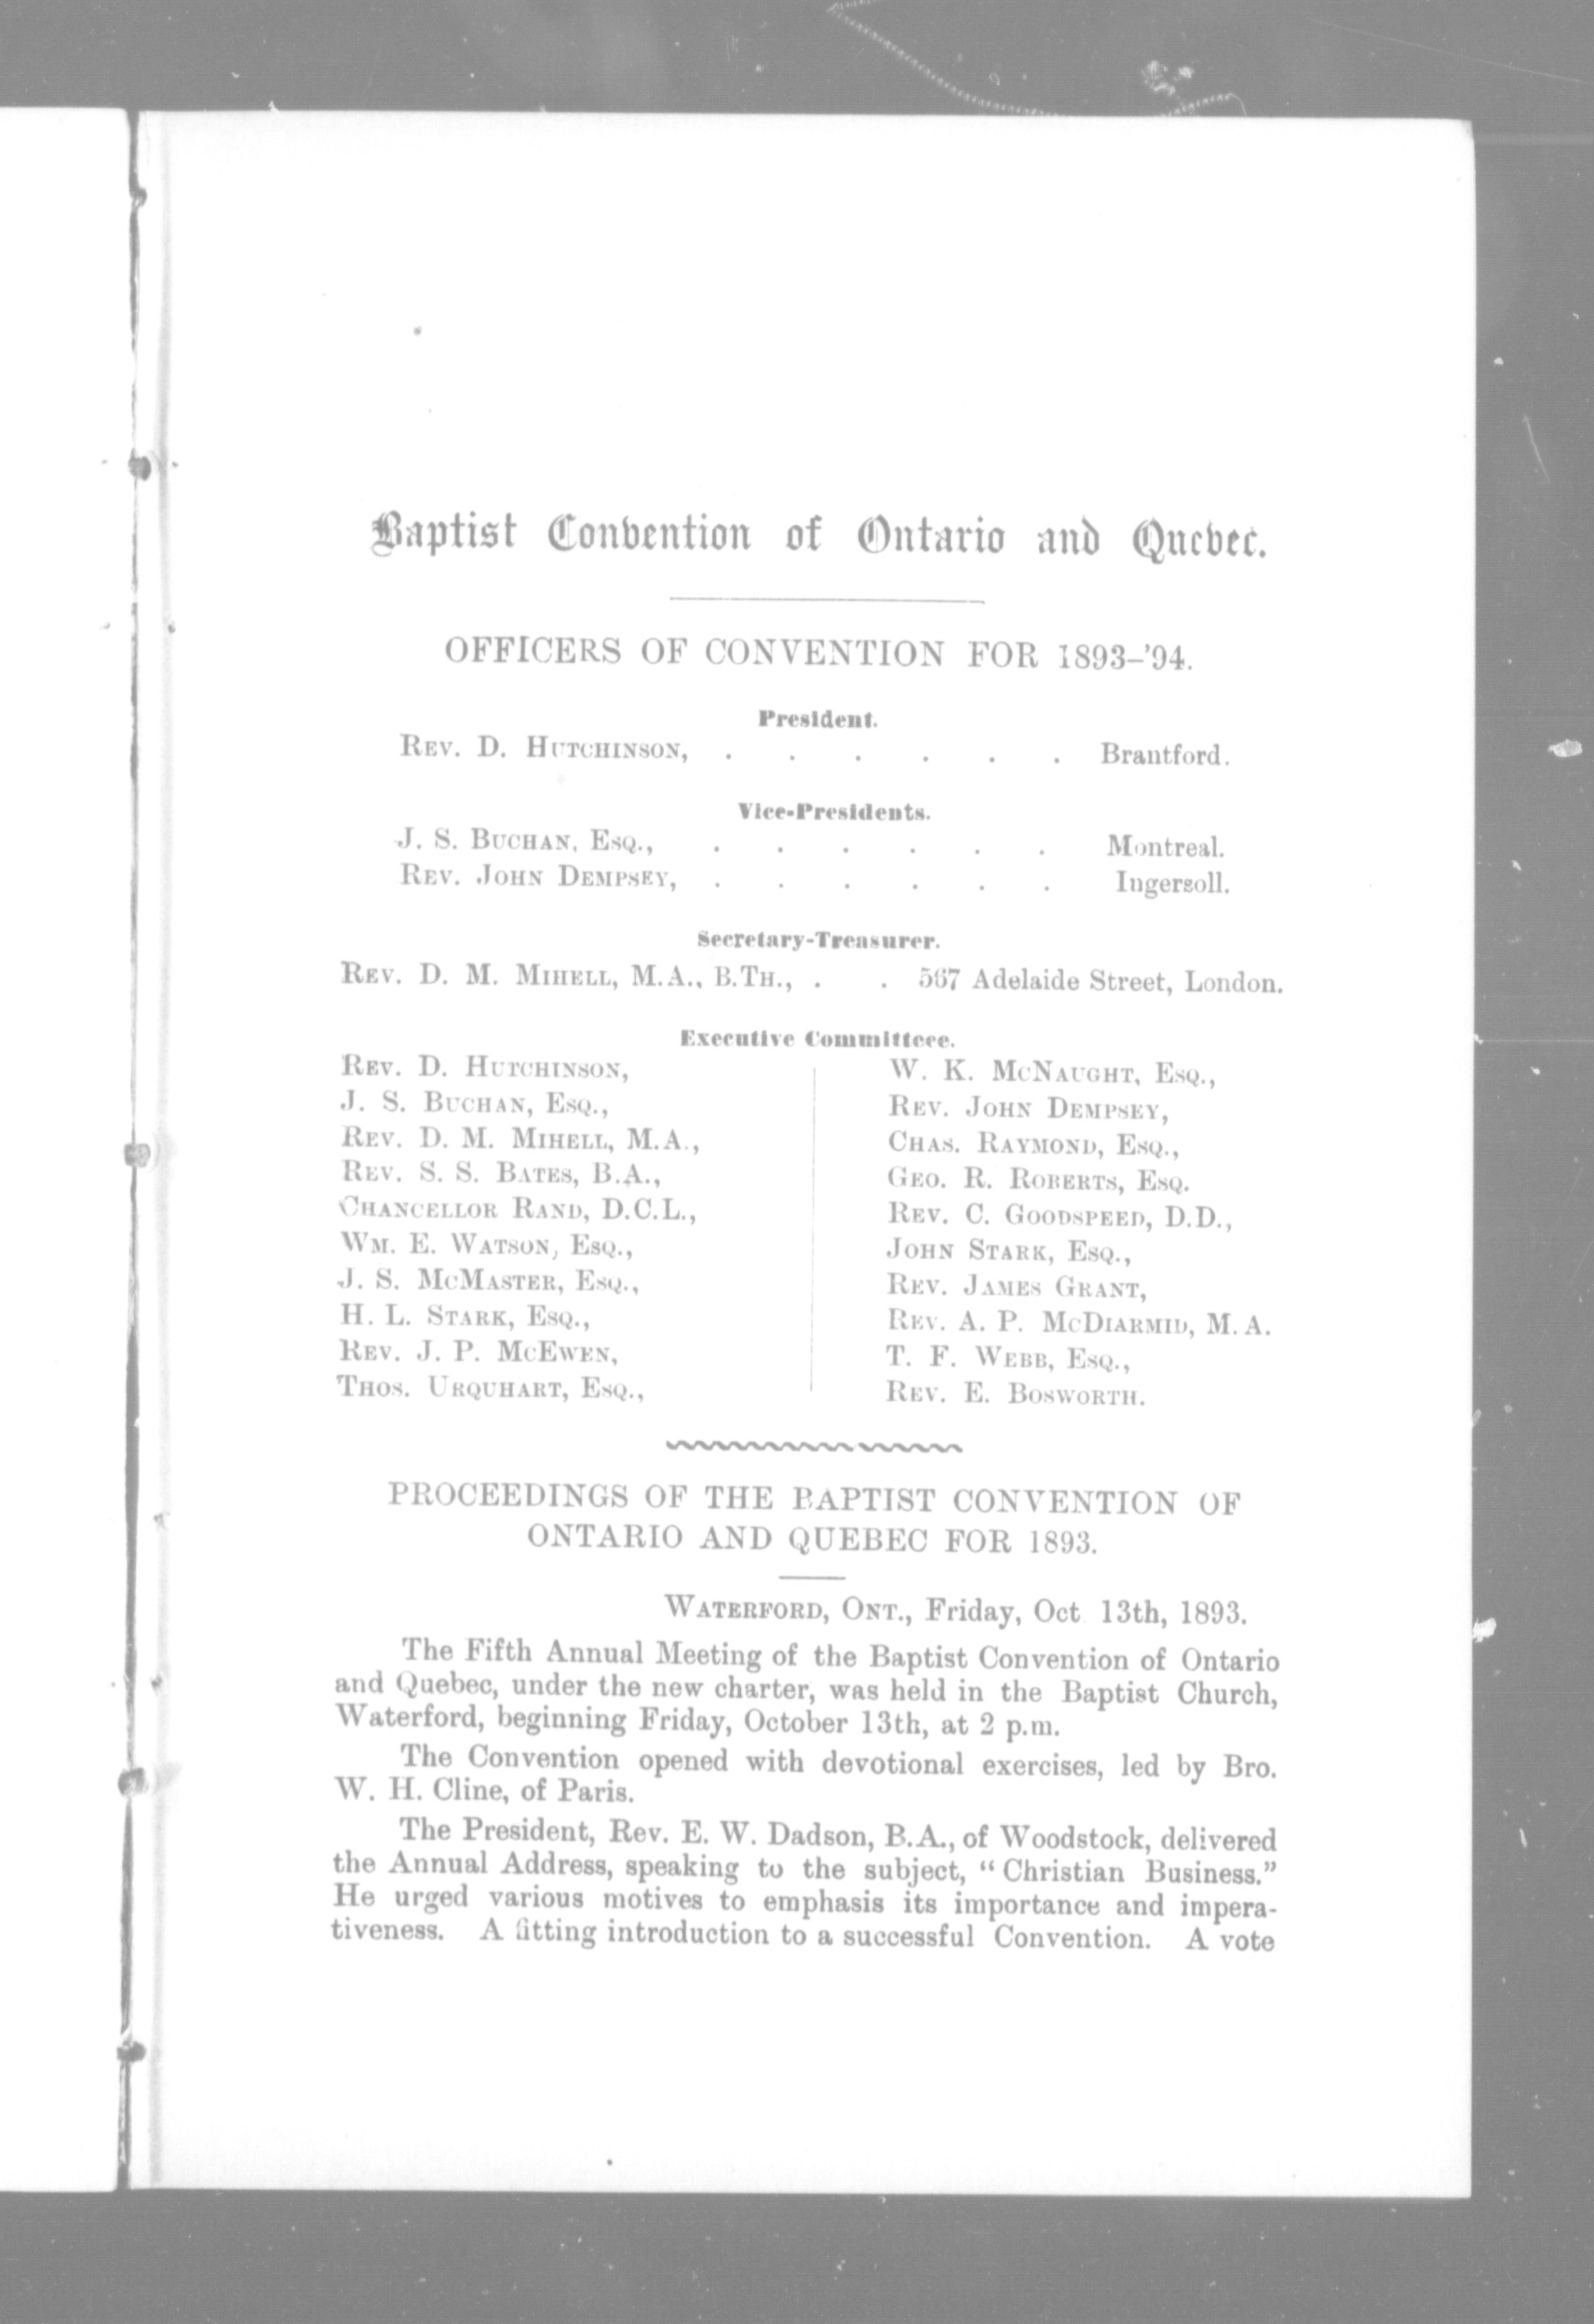 Baptist Convention of Ontario and Quebec.
OFFICERS OF CONVENTION FOR 1893-'94.
President.
REV. D. HUTCHINSON, . . . . . . Brantford.
Vice-Presidents.
J. S. BUCHAN, ESQ., . . . . . . Montreal.
REV. JOHN DEMPSEY, . . . . . . Ingersoll.
Secretary-Treasurer.
REV. D. M. MIHELL, M.A., B.TH., . . 567 Adelaide Street, London.
Executive Committeee.
REV. D. HUTCHINSON,
J. S. BUCHAN, ESQ.,
REV. D. M. MIHELL, M.A.,
REV. S. S. BATES, B.A.,
CHANCELLOR RAND, D.C.L.,
WM. E. WATSON, ESQ.,
J. S. MCMASTER, ESQ.,
H. L. STARK, ESQ.,
REV. J. P. MCEWEN,
THOS. URQUHART, ESQ.,
W. K. MCNAUGHT, ESQ.,
REV. JOHN DEMPSEY,
CHAS. RAYMOND, ESQ.,
GEO. R. ROBERTS, ESQ.
REV. C. GOODSPEED, D.D.,
JOHN STARK, ESQ.,
REV. JAMES GRANT,
REV. A. P. MCDIARMID, M.A.
T. F. WEBB, ESQ.,
REV. E. BOSWORTH.
PROCEEDINGS OF THE BAPTIST CONVENTION OF
ONTARIO AND QUEBEC FOR 1893.
WATERFORD, ONT., Friday, Oct 13th, 1893.
The Fifth Annual Meeting of the Baptist Convention of Ontario
and Quebec, under the new charter, was held in the Baptist Church,
Waterford, beginning Friday, October 13th, at 2 p.m.
The Convention opened with devotional exercises, led by Bro.
W. H. Cline, of Paris.
The President, Rev. E. W. Dadson, B.A., of Woodstock, delivered
the Annual Address, speaking to the subject, "Christian Business."
He urged various motives to emphasis its importance and impera-
tiveness. A fitting introduction to a successful Convention. A vote